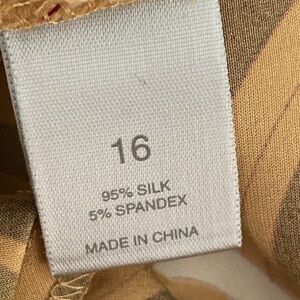 16
95% SILK
5% SPANDEX
MADE IN CHINA